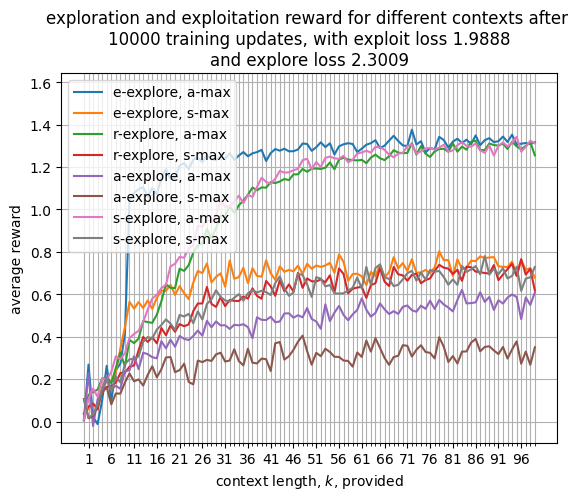 exploration and exploitation reward for different contexts after
10000 training updates, with exploit loss 1.9888
and explore loss 2.3009
1.6
1.4
1.2
1.0
0.8
0.6
0.4
0.2
0.0
average reward
e-explore, a-max
e-explore, s-max
r-explore, a-max
r-explore, s-max
a-explore, a-max
a-explore, s-max
s-explore, a-max
s-explore, s-max
1 6 11 16 21 26 31 36 41 46 51 56 61 66 71 76 81 86 91 96
context length, k, provided